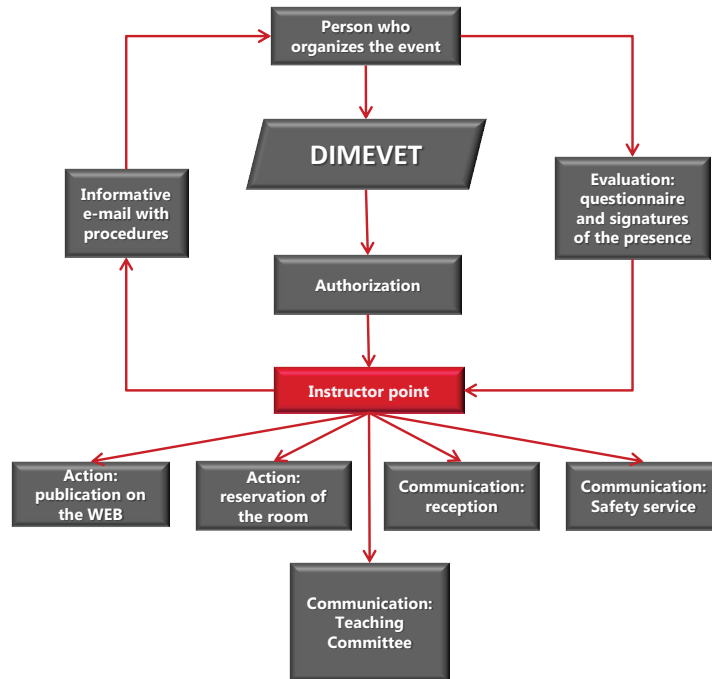 Person who
organizes the event
DIMEVET
Informative
e-mail with
procedures
Evaluation:
questionnaire
and signatures
of the presence
Authorization
Instructor point
Action:
publication on
the WEB
Action:
reservation of
the room
Communication:
reception
Communication:
Safety service
Communication:
Teaching
Committee